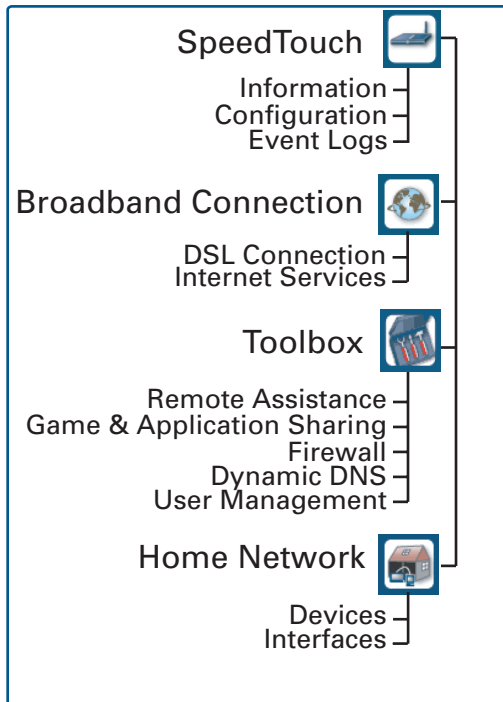 SpeedTouch
Information
Configuration
Event Logs
Broadband Connection
DSL Connection
Internet Services
Toolbox
Remote Assistance
Game & Application Sharing
Firewall
Dynamic DNS
User Management
Home Network
Devices
Interfaces